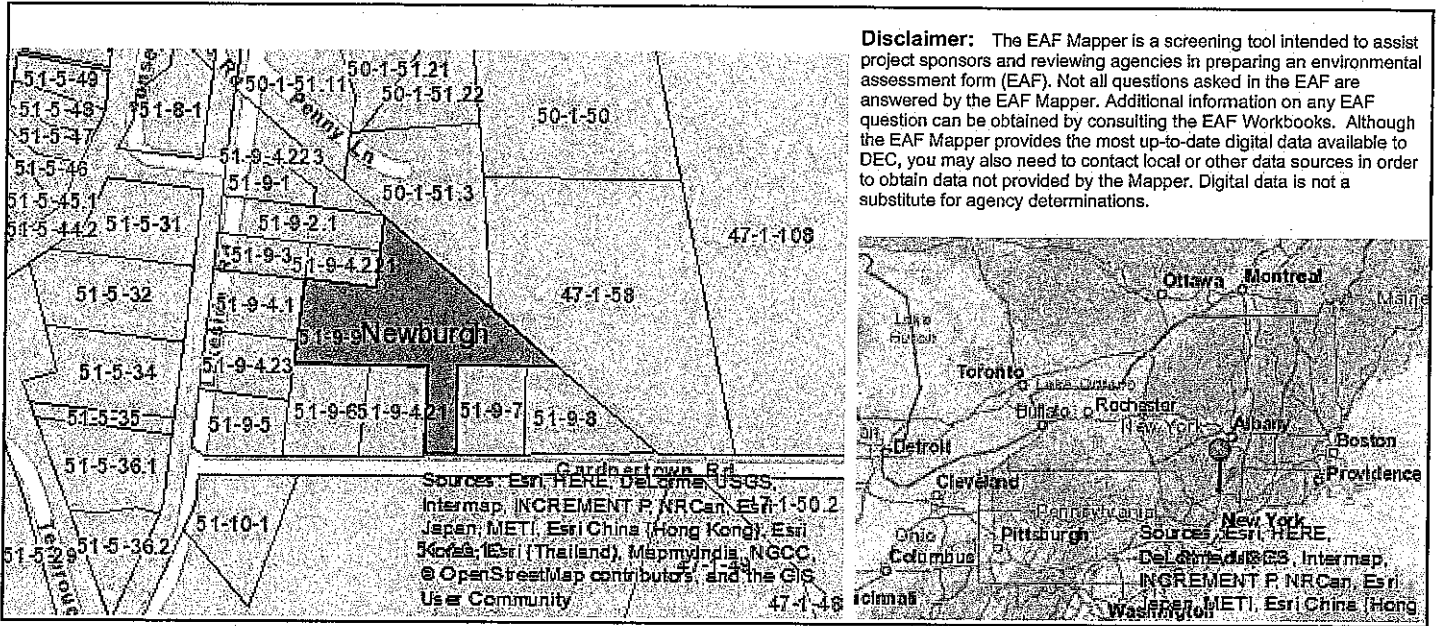 Disclaimer: The EAF Mapper is a screening tool intended to assist
project sponsors and reviewing agencies in preparing an environmental
assessment form (EAF). Not all questions asked in the EAF are
answered by the EAF Mapper. Additional information on any EAF
question can be obtained by consulting the EAF Workbooks. Although
the EAF Mapper provides the most up-to-date digital data available to
DEC, you may also need to contact local or other data sources in order
to obtain data not provided by the Mapper. Digital data is not a
substitute for agency determinations.
51-5-49
51-5-48
51-5-47
51-5-46
51-5-45.1
51-5-44.2
51-8-1
51-5-31
51-5-32
51-5-34
51-5-35
51-5-36.1
51-5-36.2
51-5-29
50-1-51.11
50-1-51.21
50-1-51.22
Penny Ln
50-1-50
51-9-4.223
51-9-1
50-1-51.3
51-9-2.1
51-9-3
51-9-4.221
47-1-108
47-1-58
51-9-4.1
51-9-9
Newburgh
51-9-4.23
51-9-5
51-9-6
51-9-4.21
51-9-7
51-9-8
Gardnertown Rd
51-10-1
47-1-50.2
47-1-48
Sources: Esri, HERE, DeLorme, USGS,
Intermap, INCREMENT P, NRCan, Esri
Japan, METI, Esri China (Hong Kong), Esri
Korea, Esri (Thailand), MapmyIndia, NGCC,
© OpenStreetMap contributors, and the GIS
User Community
Ottawa
Montreal
Maine
Lake
Huron
Toronto
Lake Ontario
Buffalo
Rochester
New York
Albany
Boston
Detroit
Providence
Cleveland
Pennsylvania
New York
Ohio
Pittsburgh
Columbus
Washington
Sources: Esri, HERE,
DeLorme, USGS, Intermap,
INCREMENT P, NRCan, Esri
Japan, METI, Esri China (Hong